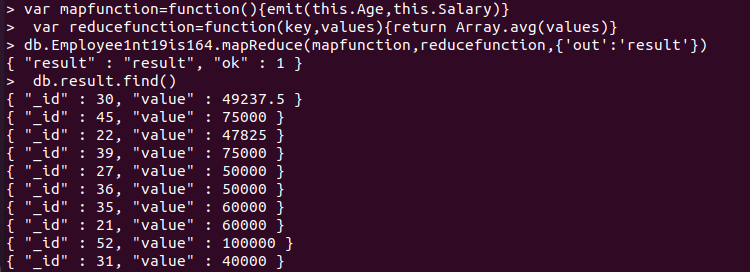 > var mapfunction=function(){emit(this.Age,this.Salary)}
>  var reducefunction=function(key,values){return Array.avg(values)}
> db.Employee1nt19is164.mapReduce(mapfunction,reducefunction,{'out':'result'})
{ "result" : "result", "ok" : 1 }
>  db.result.find()
{ "_id" : 30, "value" : 49237.5 }
{ "_id" : 45, "value" : 75000 }
{ "_id" : 22, "value" : 47825 }
{ "_id" : 39, "value" : 75000 }
{ "_id" : 27, "value" : 50000 }
{ "_id" : 36, "value" : 50000 }
{ "_id" : 35, "value" : 60000 }
{ "_id" : 21, "value" : 60000 }
{ "_id" : 52, "value" : 100000 }
{ "_id" : 31, "value" : 40000 }